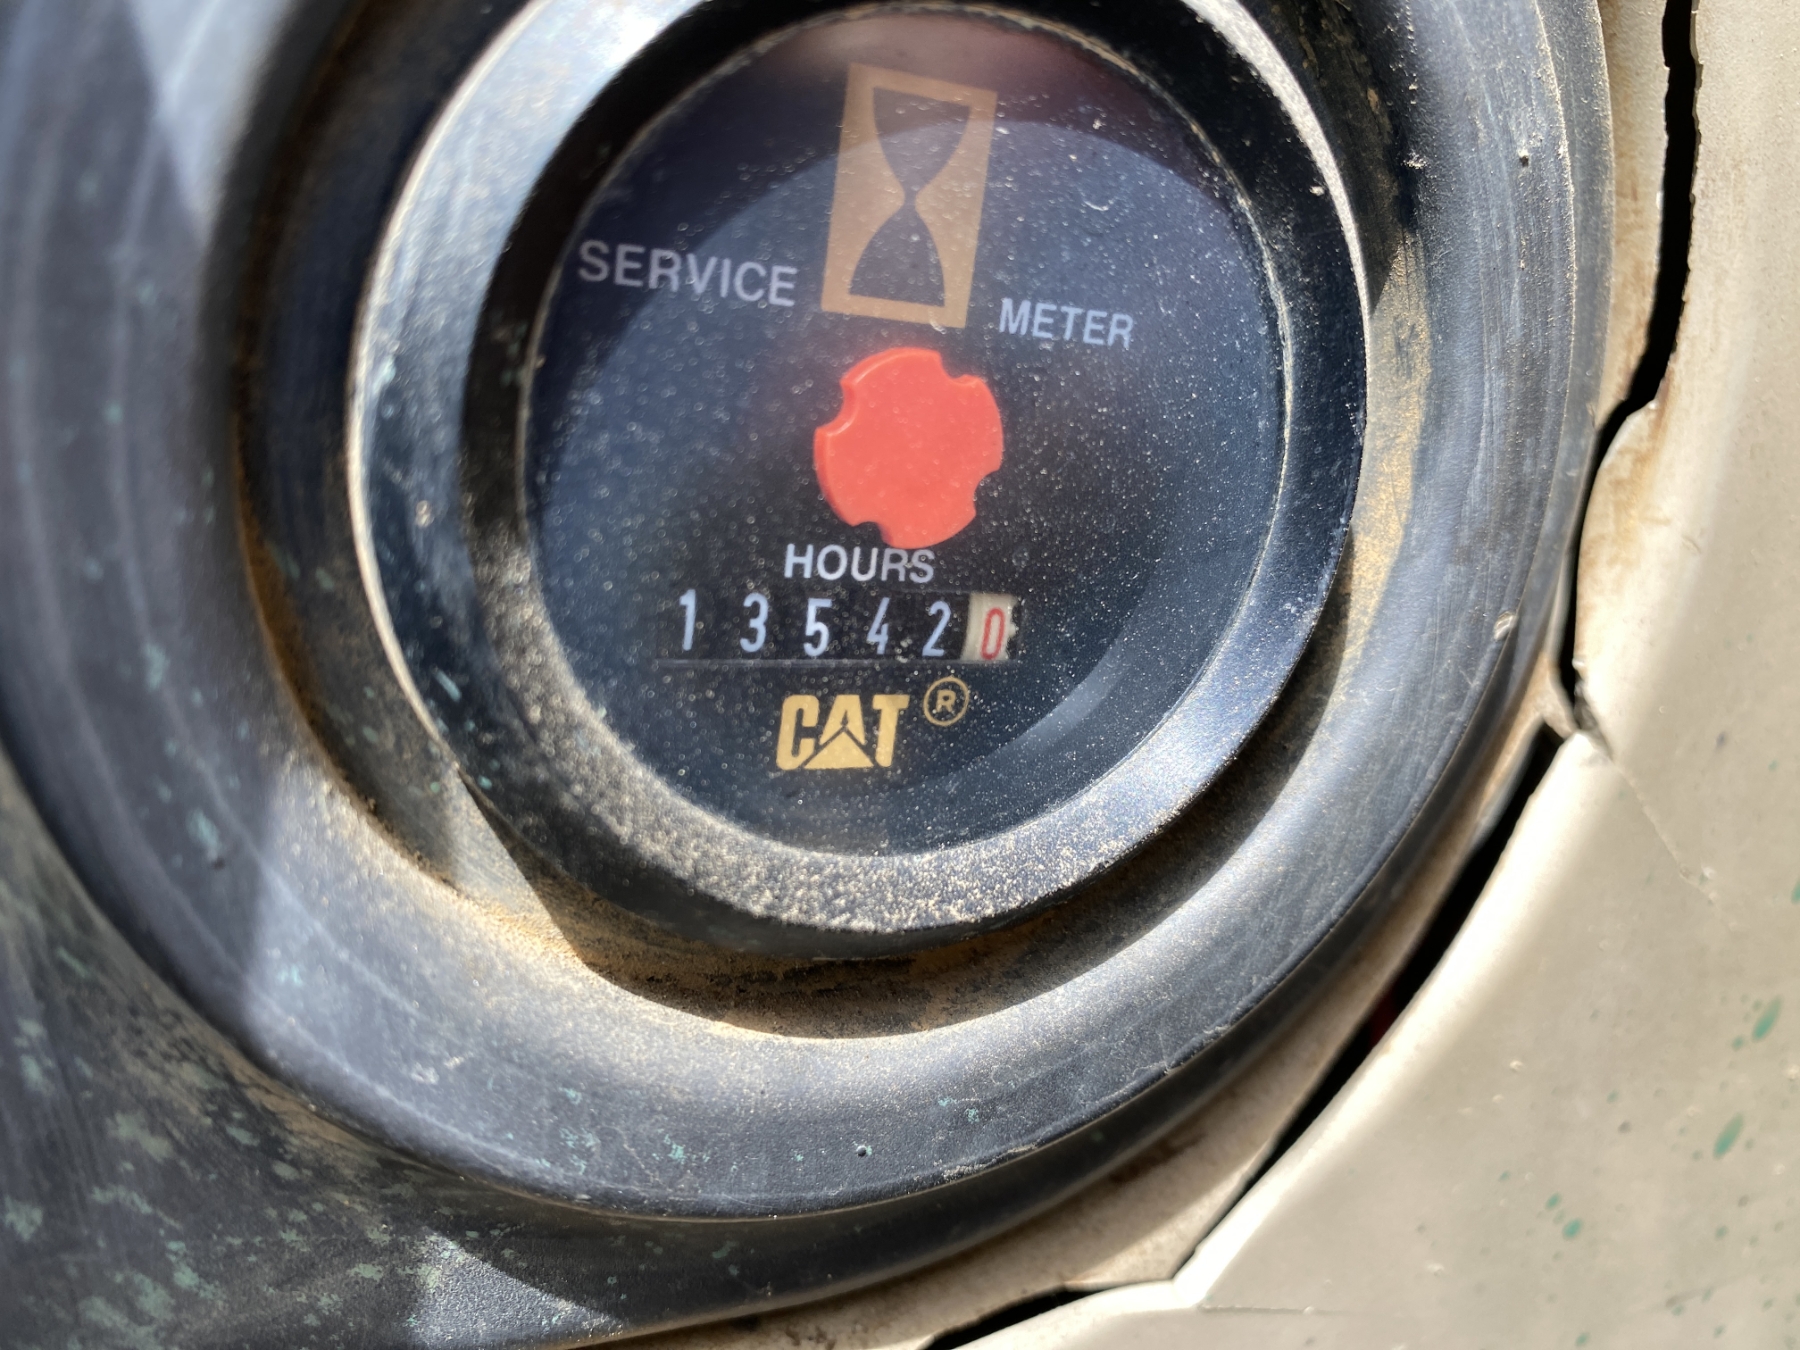 SERVICE METER
HOURS
135420
CAT®